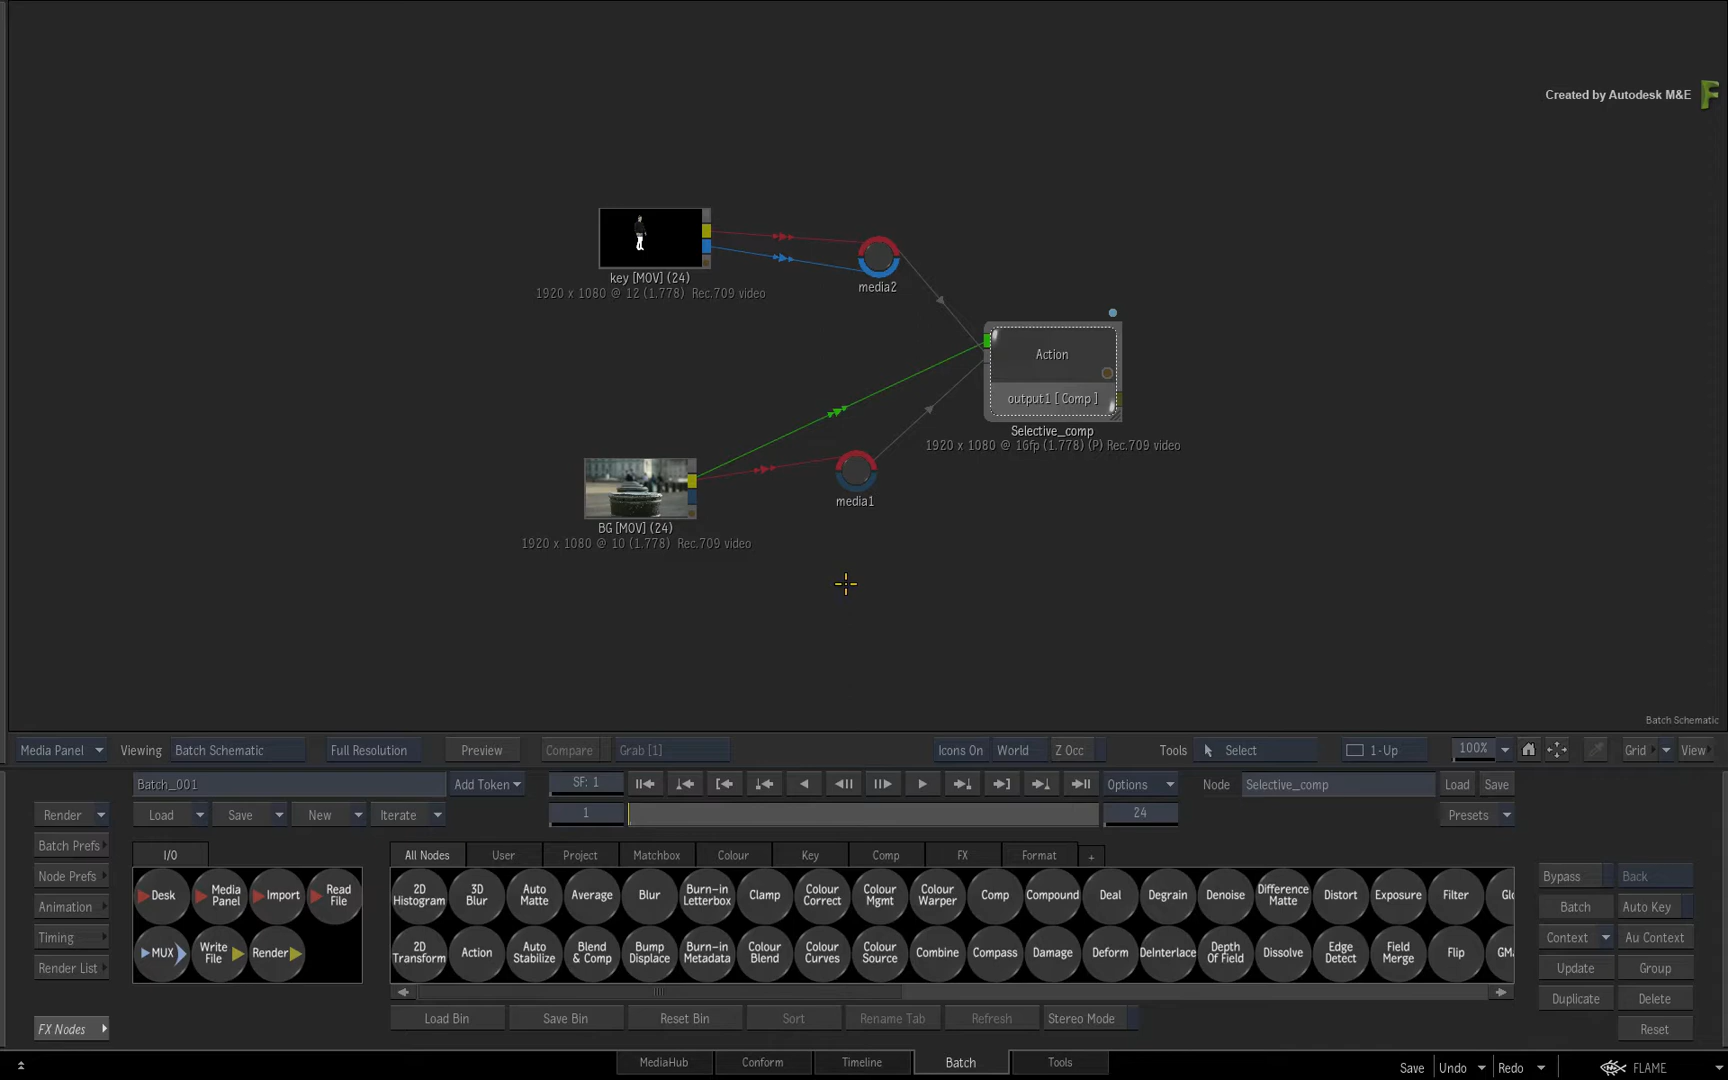 Created by Autodesk M&E
key [MOV] (24)
1920 x 1080 @ 12 (1.778) Rec.709 video
media2
Action
output1 [ Comp ]
Selective_comp
1920 x 1080 @ 16fp (1.778) (P) Rec.709 video
media1
BG [MOV] (24)
1920 x 1080 @ 10 (1.778) Rec.709 video
Batch Schematic
Media Panel Viewing Batch Schematic Full Resolution Preview Compare Grab [1] Icons On World Z Occ Tools Select 1-Up 100% Grid View
Batch_001 Add Token SF: 1 Options Node Selective_comp Load Save
Render Load Save New Iterate 1 24 Presets
Batch Prefs I/O All Nodes User Project Matchbox Colour Key Comp FX Format +
Node Prefs
Animation
Timing
Render List
FX Nodes
Desk Media Panel Import Read File
MUX Write File Render
2D Histogram 3D Blur Auto Matte Average Blur Burn-in Letterbox Clamp Colour Correct Colour Mgmt Colour Warper Comp Compound Deal Degrain Denoise Difference Matte Distort Exposure Filter Glo
2D Transform Action Auto Stabilize Blend & Comp Bump Displace Burn-in Metadata Colour Blend Colour Curves Colour Source Combine Compass Damage Deform DeInterlace Depth Of Field Dissolve Edge Detect Field Merge Flip GMa
Bypass Back
Batch Auto Key
Context Au Context
Update Group
Duplicate Delete
Reset
Load Bin Save Bin Reset Bin Sort Rename Tab Refresh Stereo Mode
MediaHub Conform Timeline Batch Tools
Save Undo Redo FLAME